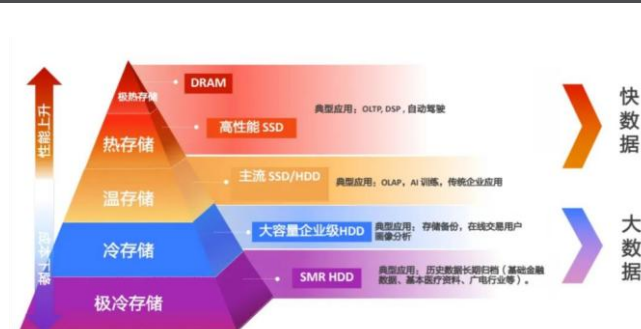 性能上升
DRAM
极热存储
高性能 SSD
典型应用：OLTP, DSP , 自动驾驶
热存储
快数据
主流 SSD/HDD
典型应用：OLAP，AI 训练，传统企业应用
温存储
大容量企业级HDD
典型应用： 存储备份，在线交易用户
画像分析
冷存储
大数据
SMR HDD
典型应用： 历史数据长期归档（基础金融
数据、基本医疗资料、广电行业等）。
极冷存储